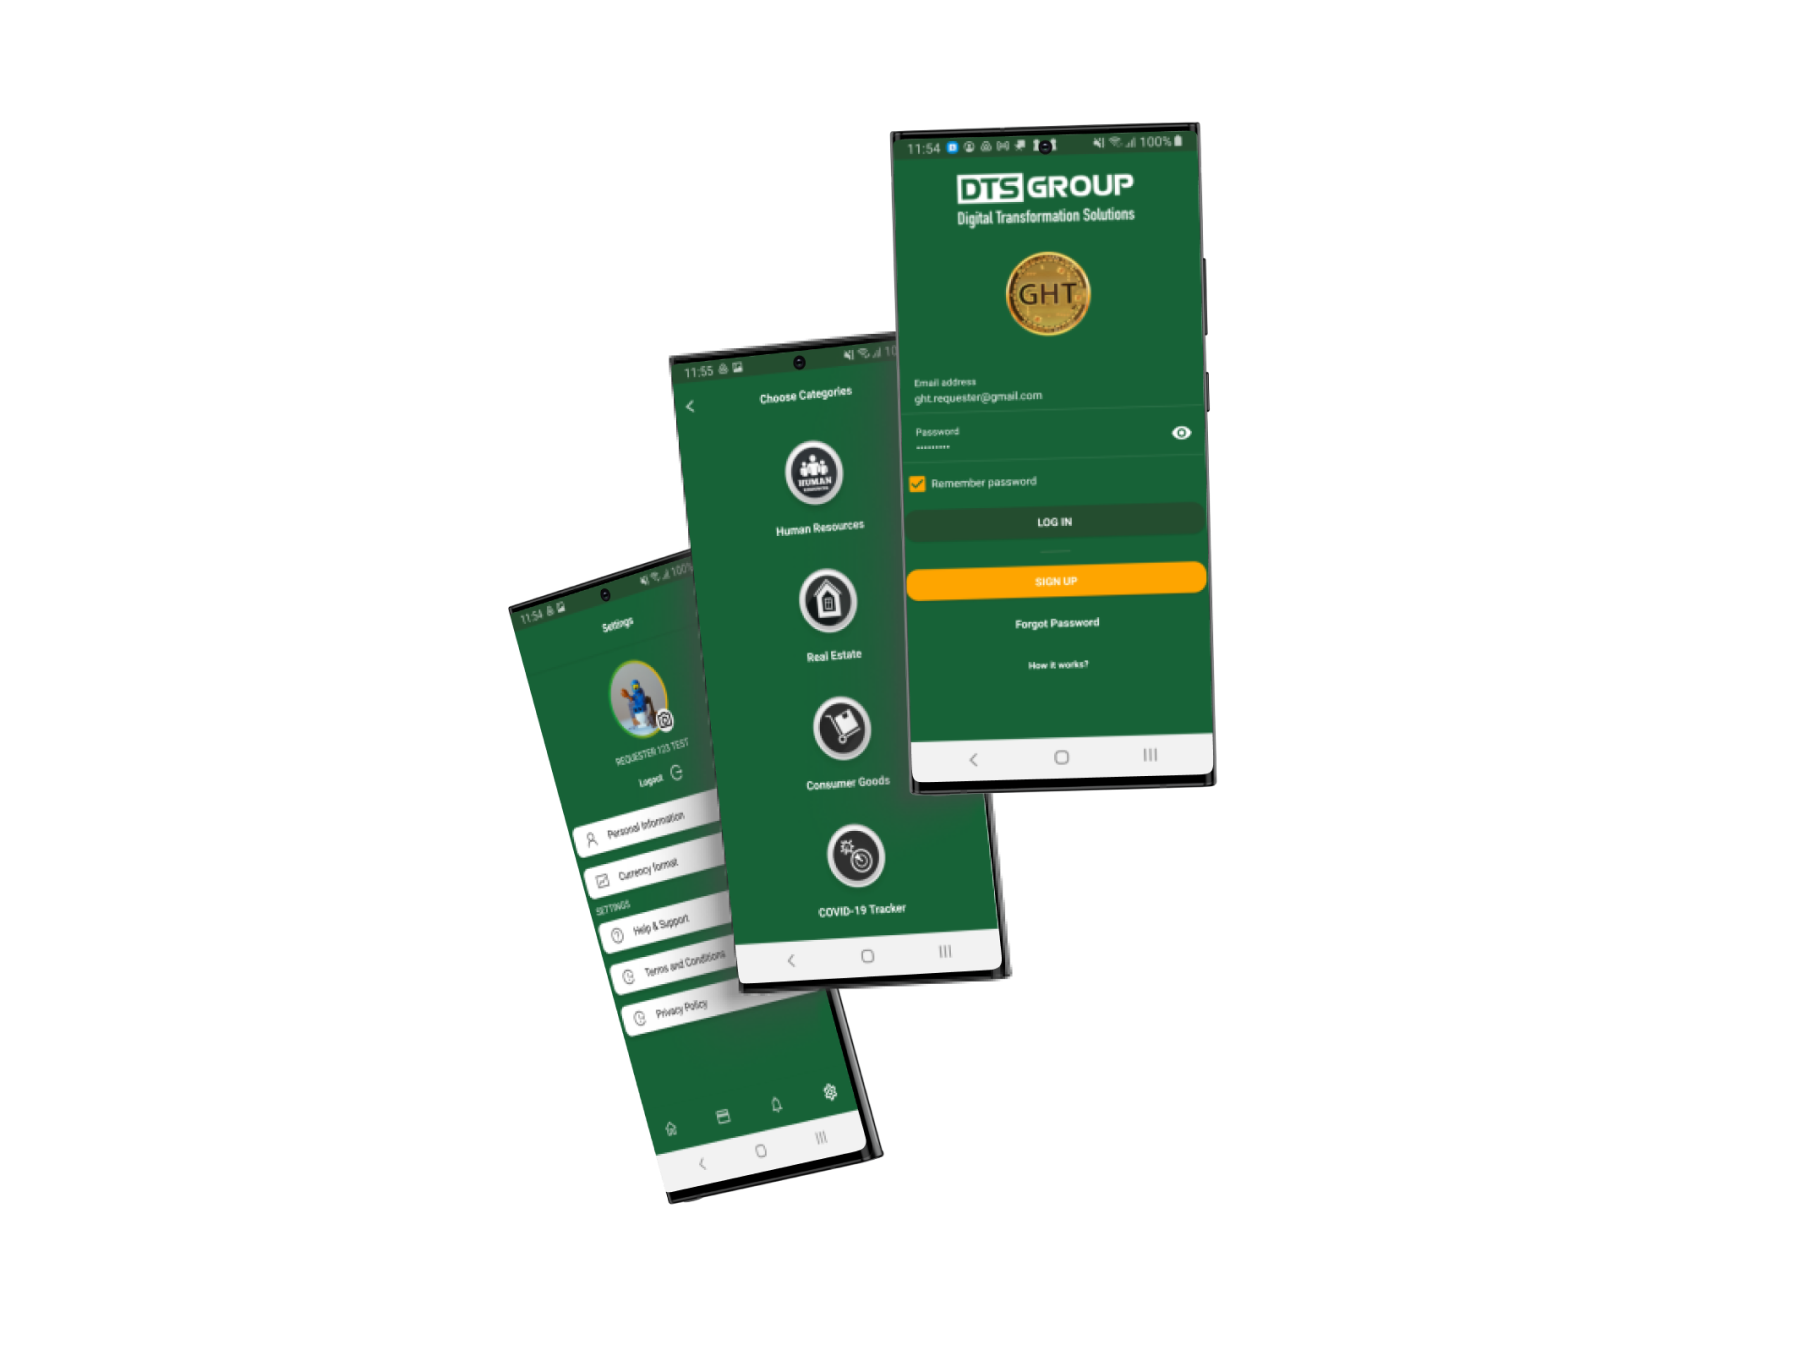 11:54
100%
DTS GROUP
Digital Transformation Solutions
GHT
Email address
ght.requester@gmail.com
Password
•••••••••
Remember password
LOG IN
SIGN UP
Forgot Password
How it works?
11:55
10
Choose Categories
HUMAN
Human Resources
Real Estate
Consumer Goods
COVID-19 Tracker
11:54
100%
Settings
REQUESTER 123 TEST
Logout
Personal Information
Currency format
SETTINGS
Help & Support
Terms and Conditions
Privacy Policy